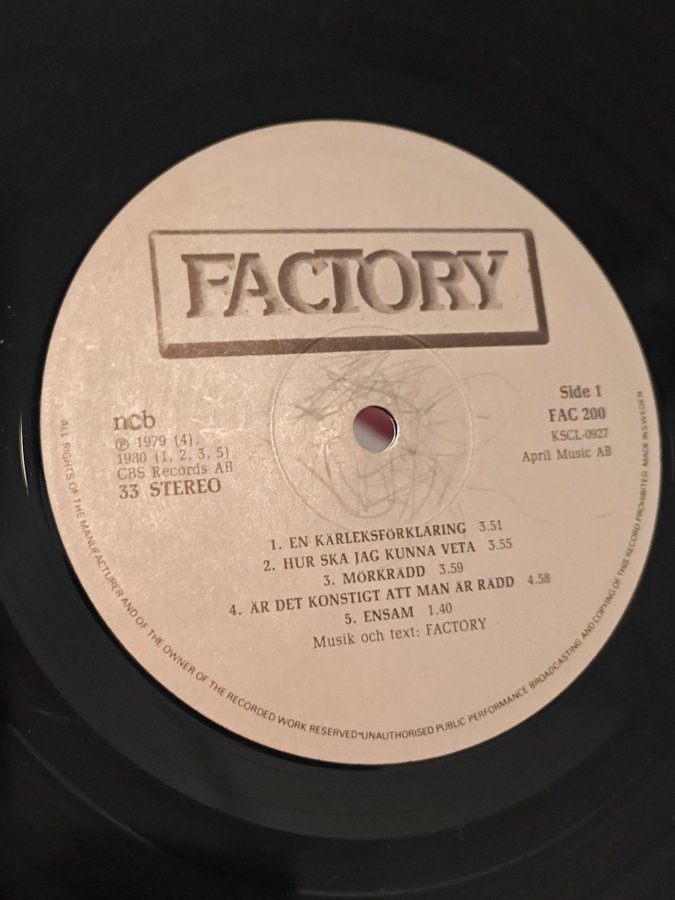 FACTORY
ncb
℗ 1979 (4),
1980 (1, 2, 3, 5)
CBS Records AB
33 STEREO
Side 1
FAC 200
KSCL-0927
April Music AB
1. EN KÄRLEKSFÖRKLARING 3.51
2. HUR SKA JAG KUNNA VETA 3.55
3. MÖRKRÄDD 3.59
4. ÄR DET KONSTIGT ATT MAN ÄR RÄDD 4.58
5. ENSAM 1.40
Musik och text: FACTORY
ALL RIGHTS OF THE MANUFACTURER AND OF THE OWNER OF THE RECORDED WORK RESERVED•UNAUTHORISED PUBLIC PERFORMANCE BROADCASTING AND COPYING OF THIS RECORD PROHIBITED MADE IN SWEDEN